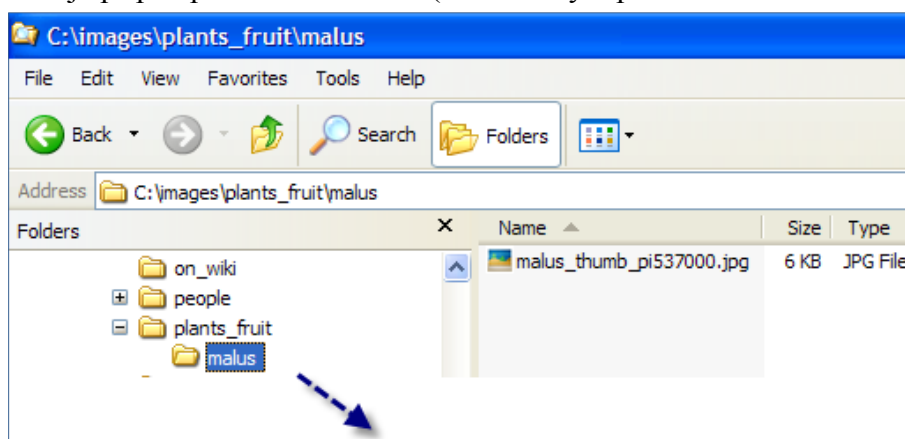 C:\images\plants_fruit\malus
File Edit View Favorites Tools Help
Back Search Folders
Address C:\images\plants_fruit\malus
Folders X Name Size Type
on_wiki malus_thumb_pi537000.jpg 6 KB JPG File
people
plants_fruit
malus